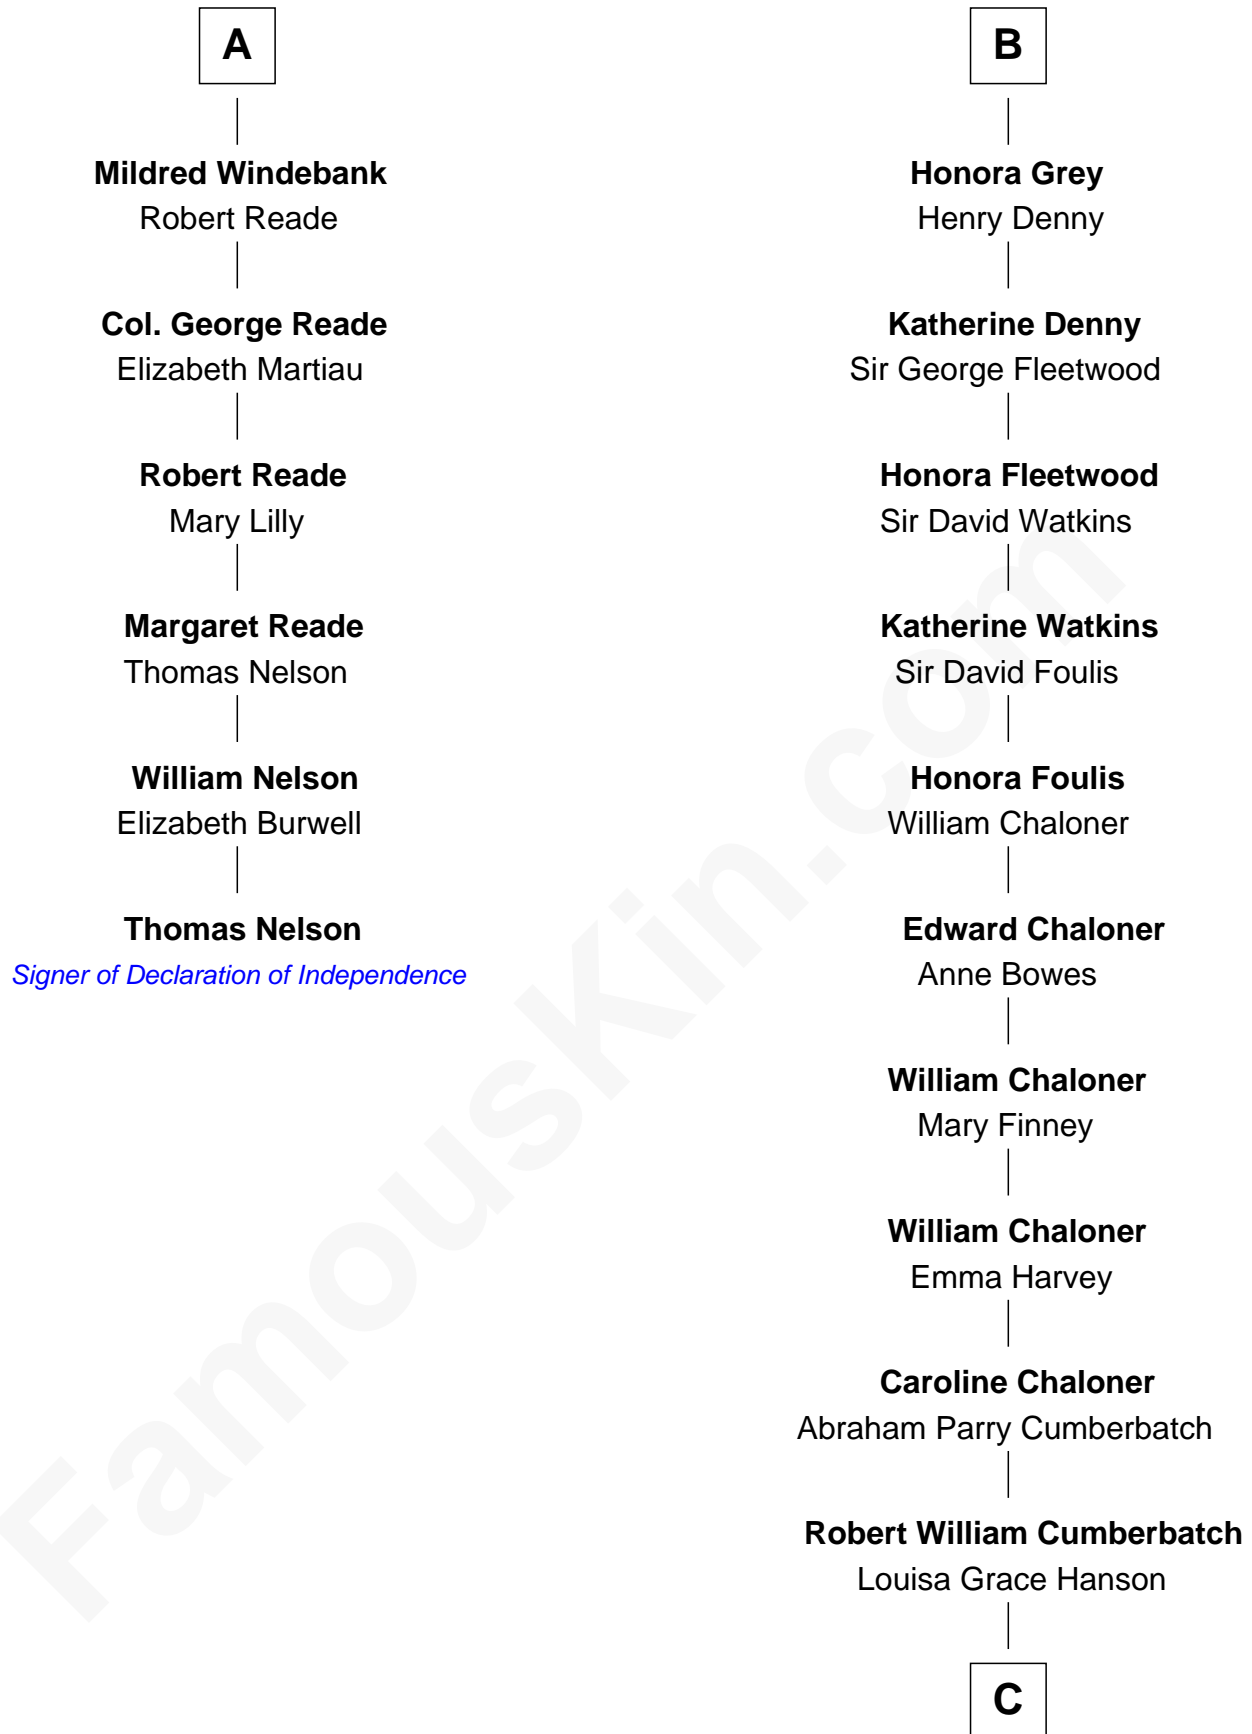 A
Mildred Windebank
Robert Reade
Col. George Reade
Elizabeth Martiau
Robert Reade
Mary Lilly
Margaret Reade
Thomas Nelson
William Nelson
Elizabeth Burwell
Thomas Nelson
Signer of Declaration of Independence
B
Honora Grey
Henry Denny
Katherine Denny
Sir George Fleetwood
Honora Fleetwood
Sir David Watkins
Katherine Watkins
Sir David Foulis
Honora Foulis
William Chaloner
Edward Chaloner
Anne Bowes
William Chaloner
Mary Finney
William Chaloner
Emma Harvey
Caroline Chaloner
Abraham Parry Cumberbatch
Robert William Cumberbatch
Louisa Grace Hanson
C
FamousKin.com